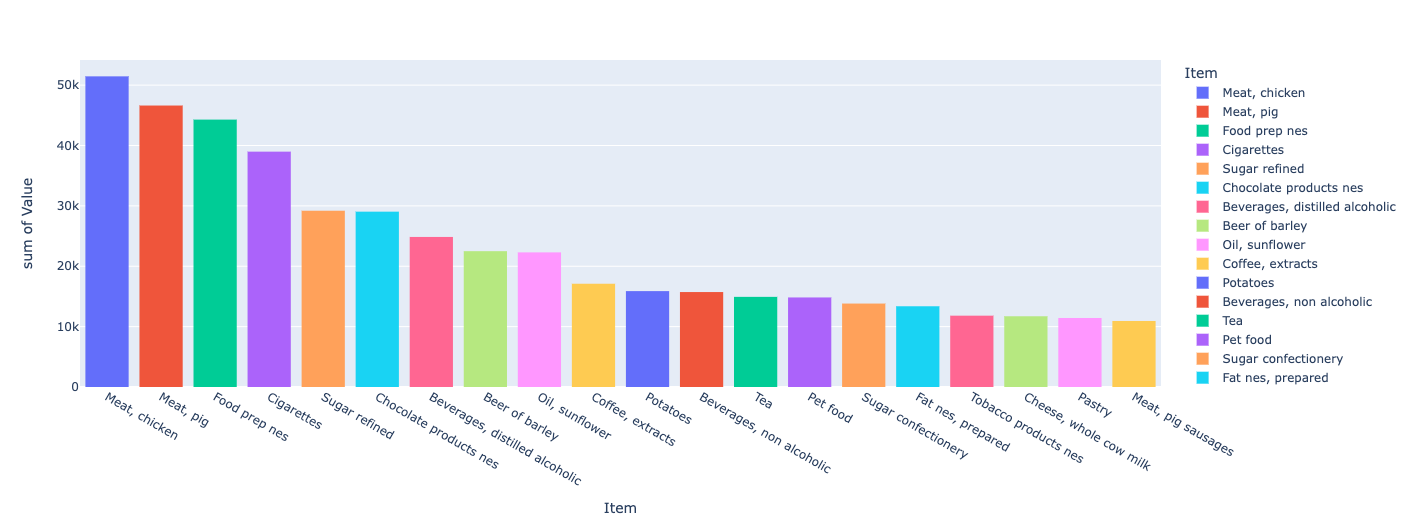 sum of Value
50k
40k
30k
20k
10k
0
Meat, chicken
Meat, pig
Food prep nes
Cigarettes
Sugar refined
Chocolate products nes
Beverages, distilled alcoholic
Beer of barley
Oil, sunflower
Coffee, extracts
Potatoes
Beverages, non alcoholic
Tea
Pet food
Sugar confectionery
Fat nes, prepared
Tobacco products nes
Cheese, whole cow milk
Pastry
Meat, pig sausages
Item
Item
Meat, chicken
Meat, pig
Food prep nes
Cigarettes
Sugar refined
Chocolate products nes
Beverages, distilled alcoholic
Beer of barley
Oil, sunflower
Coffee, extracts
Potatoes
Beverages, non alcoholic
Tea
Pet food
Sugar confectionery
Fat nes, prepared